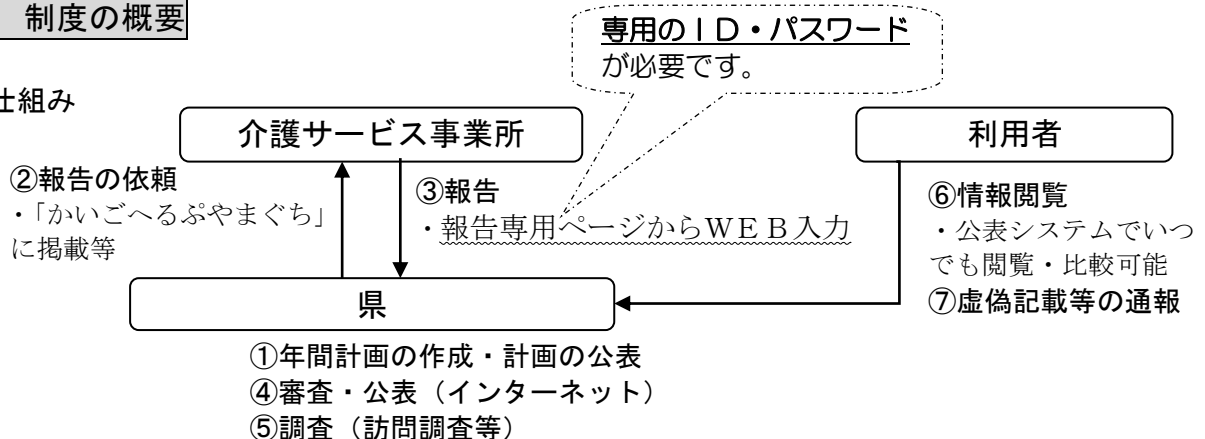 制度の概要
専用のＩＤ・パスワード
が必要です。
仕組み
介護サービス事業所
利用者
②報告の依頼
・「かいごへるぷやまぐち」
に掲載等
③報告
・報告専用ページからＷＥＢ入力
⑥情報閲覧
・公表システムでいつ
でも閲覧・比較可能
⑦虚偽記載等の通報
県
①年間計画の作成・計画の公表
④審査・公表（インターネット）
⑤調査（訪問調査等）